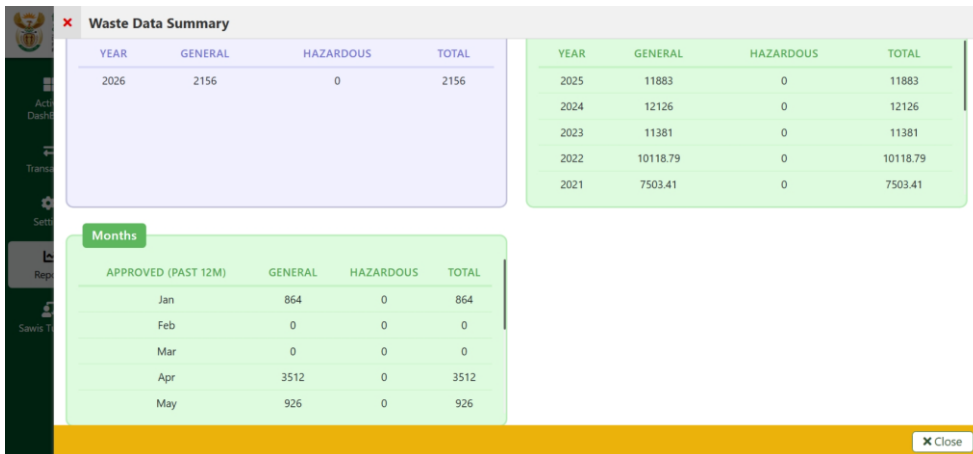 Waste Data Summary
YEAR GENERAL HAZARDOUS TOTAL
2026 2156 0 2156
YEAR GENERAL HAZARDOUS TOTAL
2025 11883 0 11883
2024 12126 0 12126
2023 11381 0 11381
2022 10118.79 0 10118.79
2021 7503.41 0 7503.41
Months
APPROVED (PAST 12M) GENERAL HAZARDOUS TOTAL
Jan 864 0 864
Feb 0 0 0
Mar 0 0 0
Apr 3512 0 3512
May 926 0 926
Close